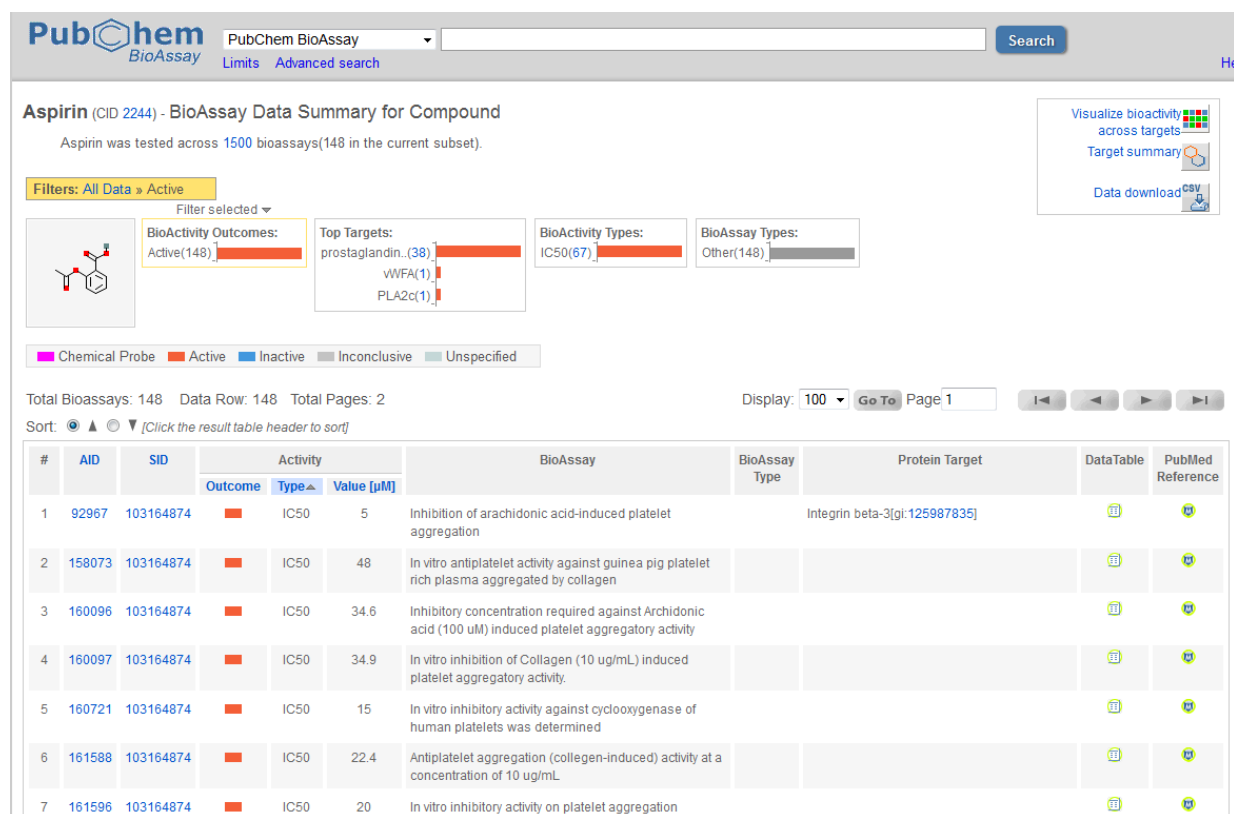 PubChem BioAssay
PubChem BioAssay
Search
Limits Advanced search
He
Aspirin (CID 2244) - BioAssay Data Summary for Compound
Aspirin was tested across 1500 bioassays(148 in the current subset).
Visualize bioactivity across targets
Target summary
Data download CSV
Filters: All Data » Active
Filter selected
BioActivity Outcomes:
Active(148)
Top Targets:
prostaglandin..(38)
vWFA(1)
PLA2c(1)
BioActivity Types:
IC50(67)
BioAssay Types:
Other(148)
Chemical Probe Active Inactive Inconclusive Unspecified
Total Bioassays: 148 Data Row: 148 Total Pages: 2
Display: 100 Go To Page 1
Sort: ▲ ▼ [Click the result table header to sort]
# AID SID Activity BioAssay BioAssay Type Protein Target DataTable PubMed Reference
Outcome Type Value [µM]
1 92967 103164874 IC50 5 Inhibition of arachidonic acid-induced platelet Integrin beta-3[gi:125987835]
aggregation
2 158073 103164874 IC50 48 In vitro antiplatelet activity against guinea pig platelet
rich plasma aggregated by collagen
3 160096 103164874 IC50 34.6 Inhibitory concentration required against Archidonic
acid (100 uM) induced platelet aggregatory activity
4 160097 103164874 IC50 34.9 In vitro inhibition of Collagen (10 ug/mL) induced
platelet aggregatory activity.
5 160721 103164874 IC50 15 In vitro inhibitory activity against cyclooxygenase of
human platelets was determined
6 161588 103164874 IC50 22.4 Antiplatelet aggregation (collegen-induced) activity at a
concentration of 10 ug/mL
7 161596 103164874 IC50 20 In vitro inhibitory activity on platelet aggregation